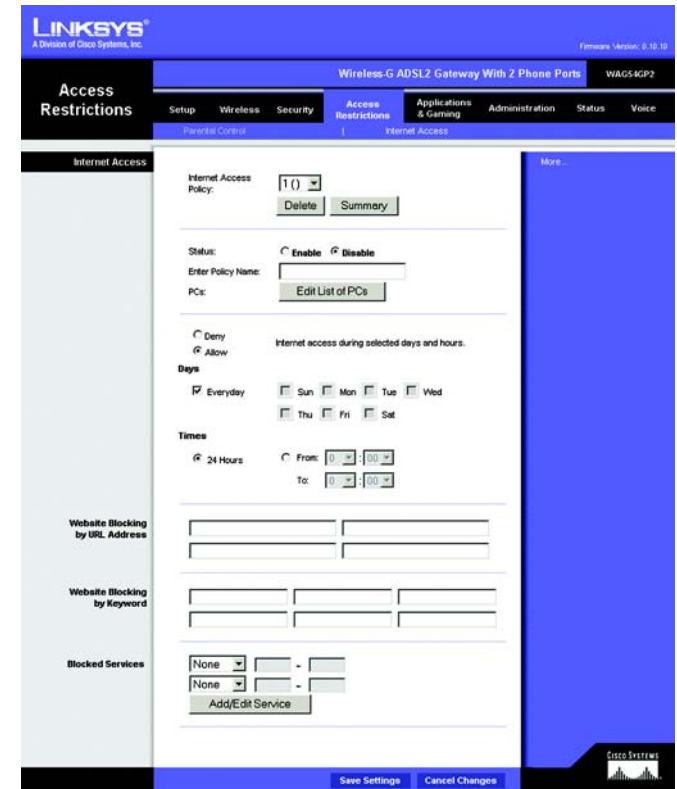 LINKSYS®
A Division of Cisco Systems, Inc.
Firmware Version: 0.10.10
Wireless-G ADSL2 Gateway With 2 Phone Ports WAG54GP2
Access Restrictions
Setup Wireless Security Access Restrictions Applications & Gaming Administration Status Voice
Parental Control | Internet Access
Internet Access
More...
Internet Access Policy: 1 ()
Delete Summary
Status: Enable Disable
Enter Policy Name:
PCs: Edit List of PCs
Deny
Allow
Internet access during selected days and hours.
Days
Everyday Sun Mon Tue Wed
Thu Fri Sat
Times
24 Hours From: 0 : 00
To: 0 : 00
Website Blocking by URL Address
Website Blocking by Keyword
Blocked Services None -
None -
Add/Edit Service
CISCO SYSTEMS
Save Settings Cancel Changes